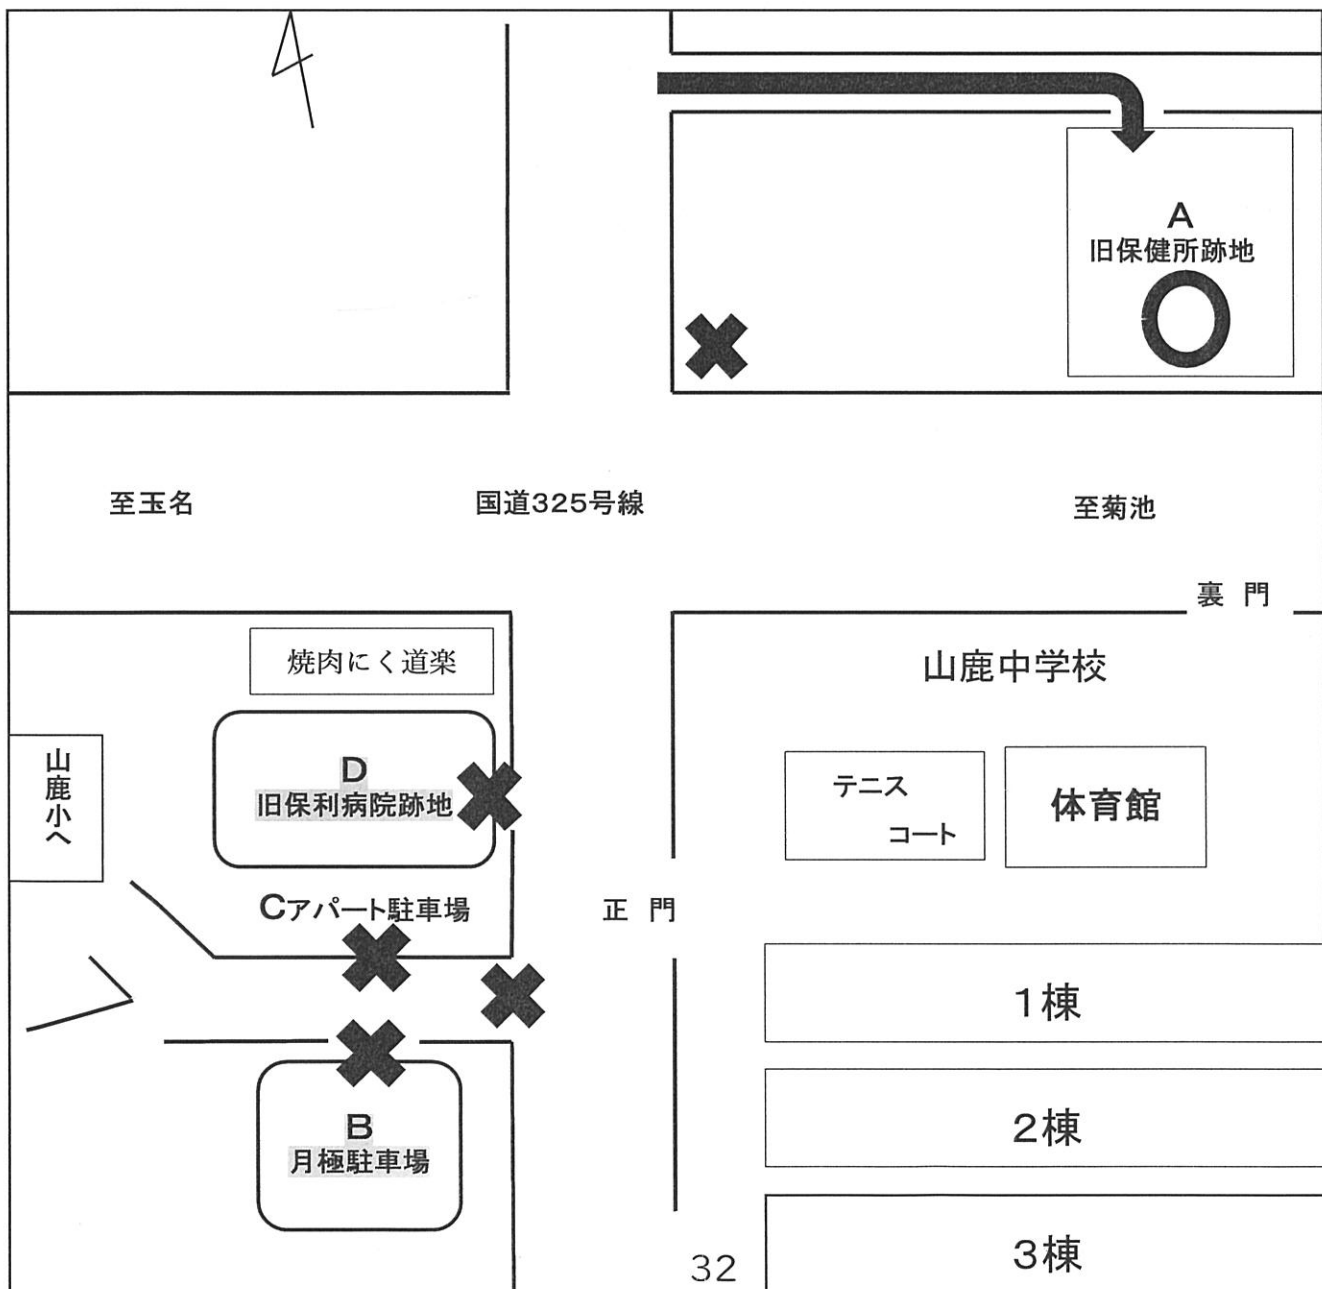 A
旧保健所跡地
至玉名
国道325号線
至菊池
裏 門
焼肉にく道楽
山鹿中学校
山鹿小へ
D
旧保利病院跡地
テニス
コート
体育館
Cアパート駐車場
正 門
1棟
B
月極駐車場
2棟
3棟
32